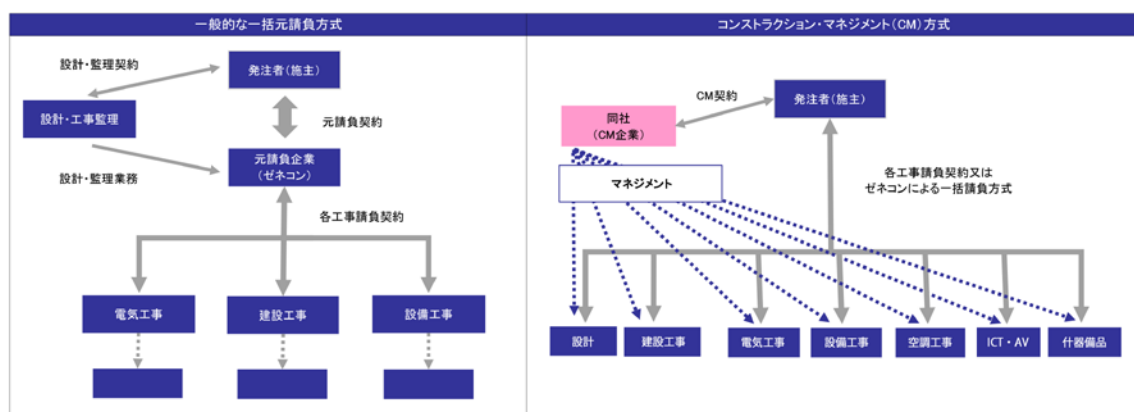 一般的な一括元請負方式
設計・監理契約
発注者(施主)
設計・工事監理
元請負契約
元請負企業
(ゼネコン)
設計・監理業務
各工事請負契約
電気工事
建設工事
設備工事
コンストラクション・マネジメント(CM)方式
CM契約
発注者(施主)
同社
(CM企業)
マネジメント
各工事請負契約又は
ゼネコンによる一括請負方式
設計
建設工事
電気工事
設備工事
空調工事
ICT・AV
什器備品